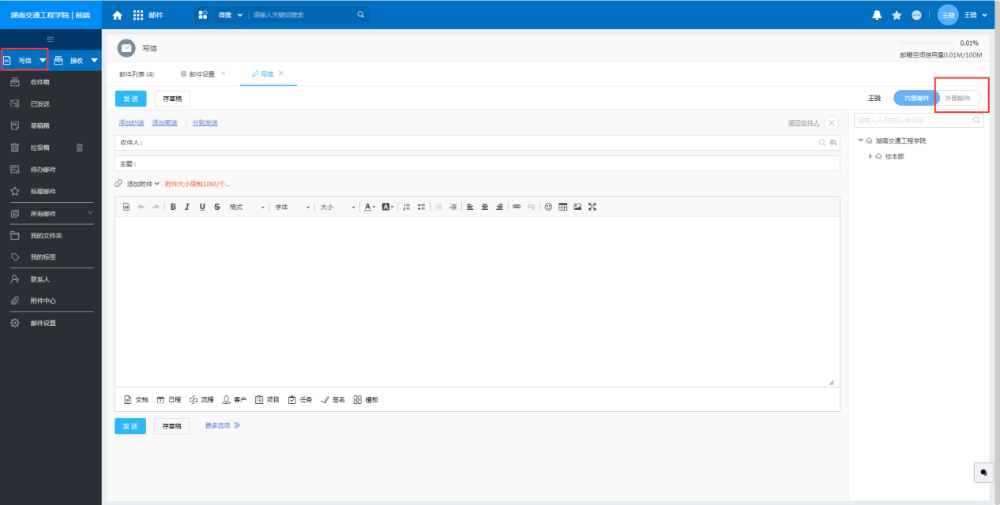 湖南交通工程学院 | 前端
邮件
微搜
请输入关键词搜索
王骁
王骁
写信
接收
收件箱
已发送
草稿箱
垃圾箱
待办邮件
标星邮件
所有邮件
我的文件夹
我的标签
联系人
附件中心
邮件设置
写信
0.01%
邮箱空间使用量0.01M/100M
邮件列表 (4)
邮件设置
写信
发 送
存草稿
王骁
内部邮件
外部邮件
添加抄送
添加密送
分别发送
清空收件人
请输入人员姓名/首字母
收件人:
湖南交通工程学院
校本部
主题 :
添加附件
附件大小限制10M/个...
B I U S 格式 字体 大小 A A
文档
日程
流程
客户
项目
任务
签名
模板
发 送
存草稿
更多选项